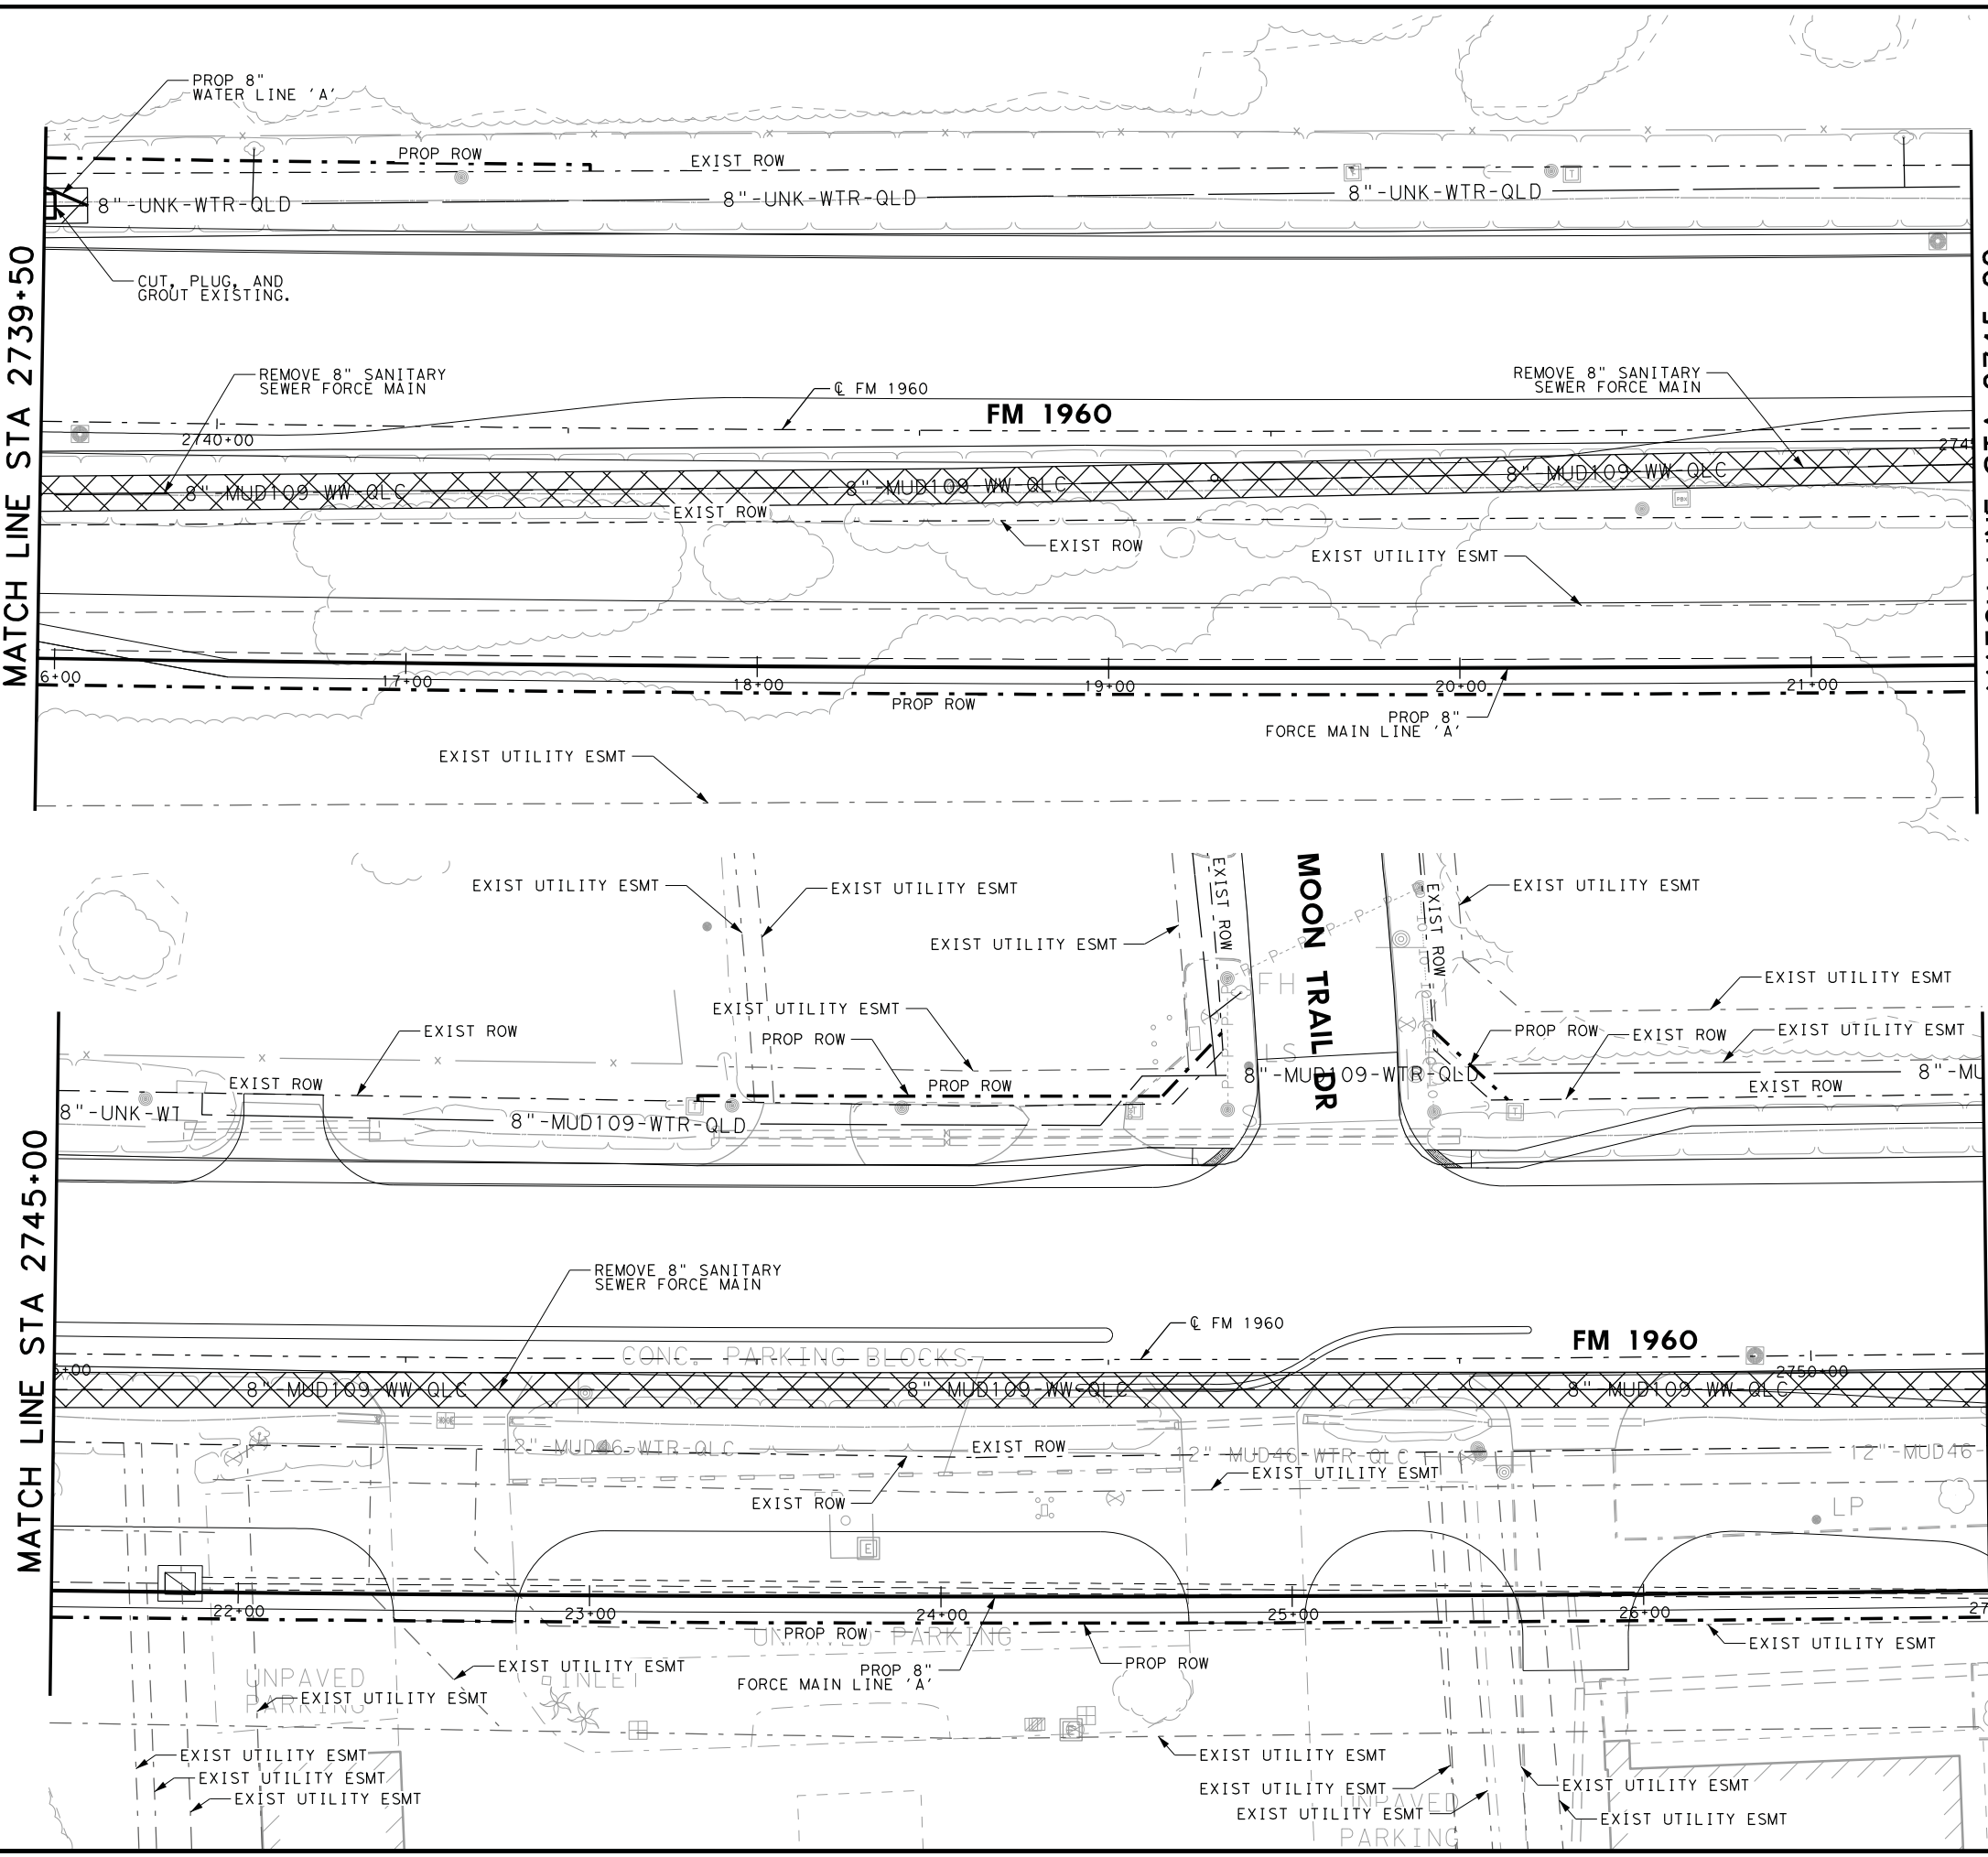 PROP 8"
WATER LINE 'A'
PROP ROW
EXIST ROW
8"-UNK-WTR-QLD
8"-UNK-WTR-QLD
8"-UNK-WTR-QLD
CUT, PLUG, AND
GROUT EXISTING.
MATCH LINE STA 2739+50
REMOVE 8" SANITARY
SEWER FORCE MAIN
℄ FM 1960
FM 1960
REMOVE 8" SANITARY
SEWER FORCE MAIN
2740+00
274
8"-MUD109-WW-QLC
8"-MUD109-WW-QLC
8"-MUD109-WW-QLC
EXIST ROW
EXIST ROW
EXIST UTILITY ESMT
6+00
17+00
18+00
19+00
20+00
21+00
PROP ROW
PROP 8"
FORCE MAIN LINE 'A'
EXIST UTILITY ESMT
EXIST UTILITY ESMT
EXIST UTILITY ESMT
EXIST UTILITY ESMT
EXIST ROW
MOON TRAIL DR
EXIST ROW
EXIST UTILITY ESMT
EXIST UTILITY ESMT
FH
EXIST UTILITY ESMT
EXIST ROW
PROP ROW
PROP ROW
EXIST ROW
EXIST UTILITY ESMT
LS
EXIST ROW
PROP ROW
8"-MUD109-WTR-QLD
8"-MU
EXIST ROW
8"-UNK-WT
8"-MUD109-WTR-QLD
MATCH LINE STA 2745+00
REMOVE 8" SANITARY
SEWER FORCE MAIN
℄ FM 1960
FM 1960
CONC. PARKING BLOCKS
+00
2750+00
8"-MUD109-WW-QLC
8"-MUD109-WW-QLC
8"-MUD109-WW-QLC
12"-MUD46-WTR-QLC
EXIST ROW
12"-MUD46-WTR-QLC
12"-MUD46-
EXIST UTILITY ESMT
EXIST ROW
LP
E
22+00
23+00
24+00
25+00
26+00
27
PROP ROW
UNPAVED PARKING
EXIST UTILITY ESMT
PROP ROW
EXIST UTILITY ESMT
PROP 8"
FORCE MAIN LINE 'A'
UNPAVED
PARKING
INLET
EXIST UTILITY ESMT
EXIST UTILITY ESMT
EXIST UTILITY ESMT
EXIST UTILITY ESMT
EXIST UTILITY ESMT
EXIST UTILITY ESMT
EXIST UTILITY ESMT
EXIST UTILITY ESMT
EXIST UTILITY ESMT
UNPAVED
PARKING